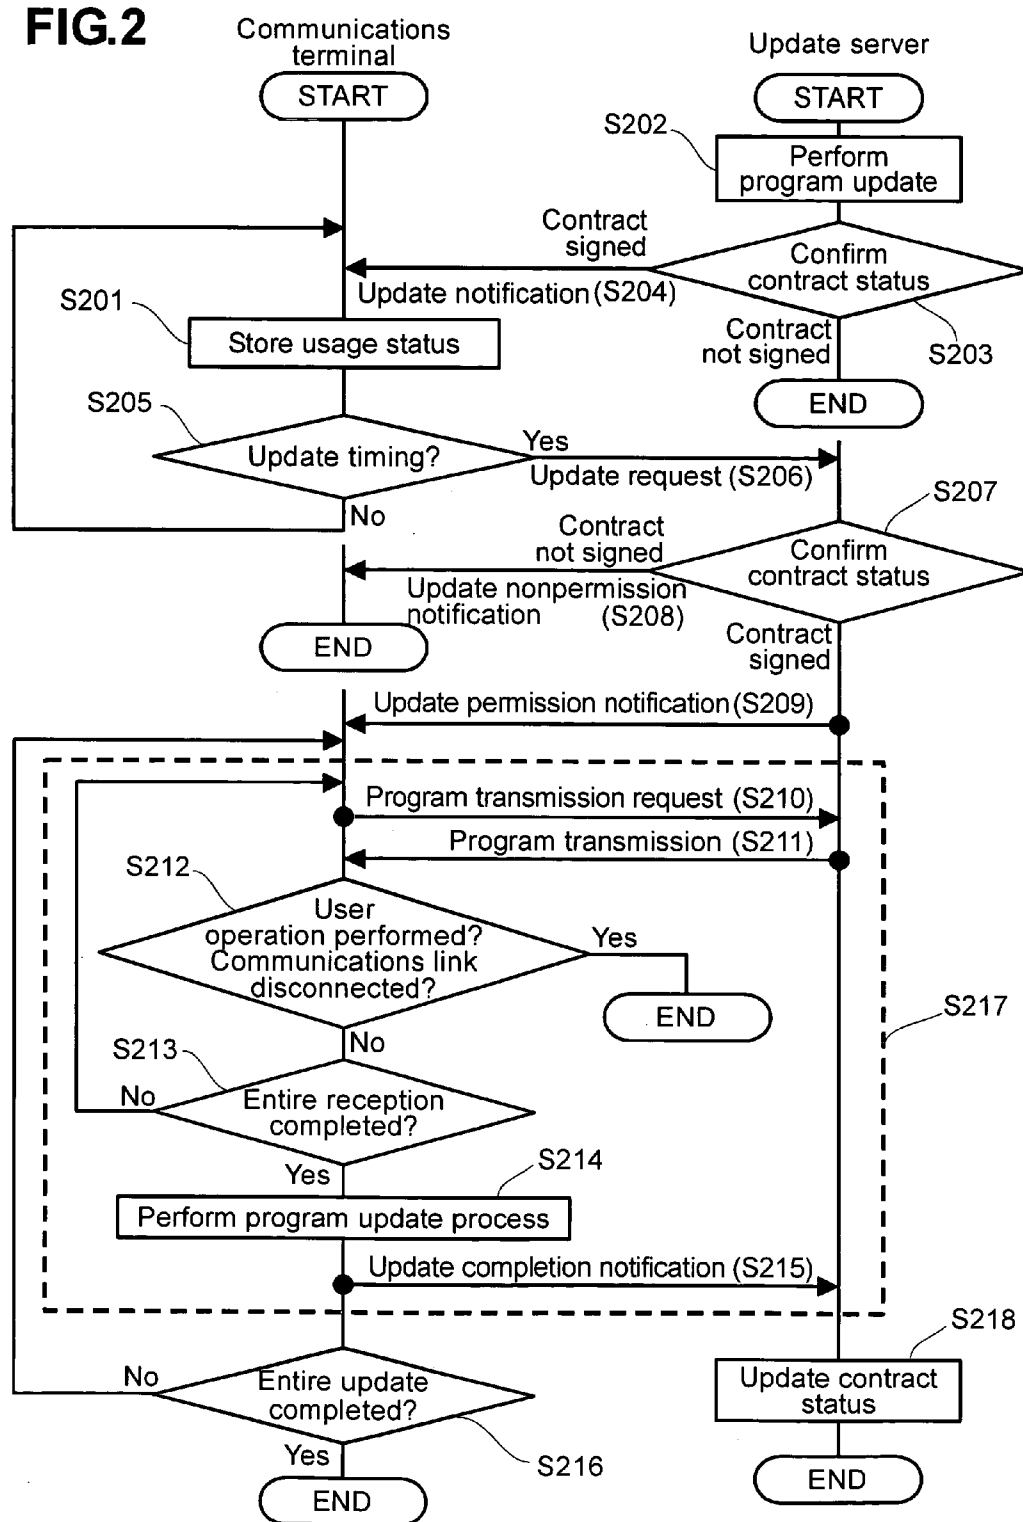 FIG.2
Communications
terminal
START
Update server
START
S202
Perform
program update
Contract
signed
Confirm
contract status
Update notification (S204)
S203
Contract
not signed
END
S201
Store usage status
S205
Update timing?
Yes
Update request (S206)
No
S207
Confirm
contract status
Contract
not signed
Update nonpermission
notification (S208)
END
Contract
signed
Update permission notification (S209)
Program transmission request (S210)
Program transmission (S211)
S212
User
operation performed?
Communications link
disconnected?
Yes
END
No
S217
S213
Entire reception
completed?
No
Yes
S214
Perform program update process
Update completion notification (S215)
S218
Update contract
status
END
Entire update
completed?
No
Yes
S216
END